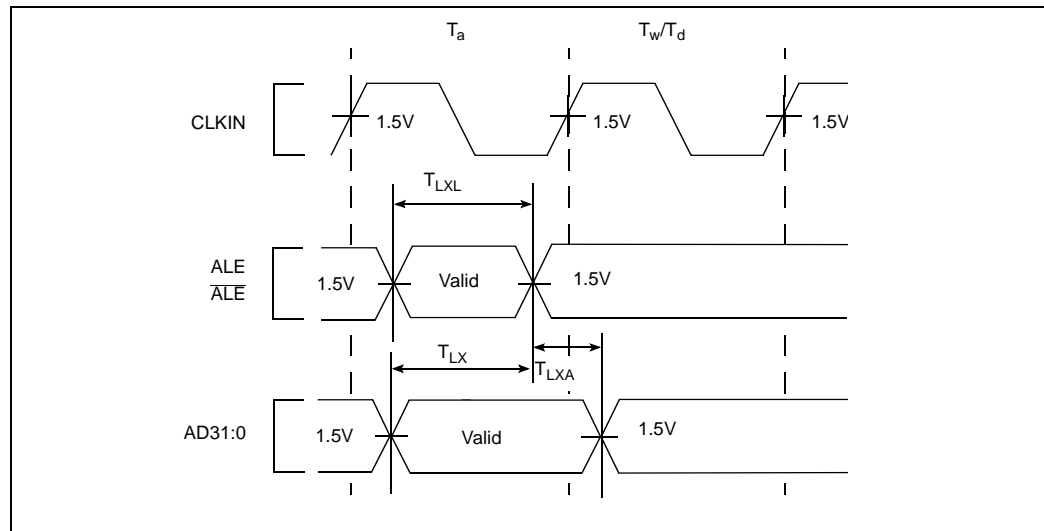 Ta Tw/Td
CLKIN 1.5V 1.5V 1.5V
TLXL
ALE 1.5V Valid 1.5V
ALE
TLX
TLXA
AD31:0 1.5V Valid 1.5V